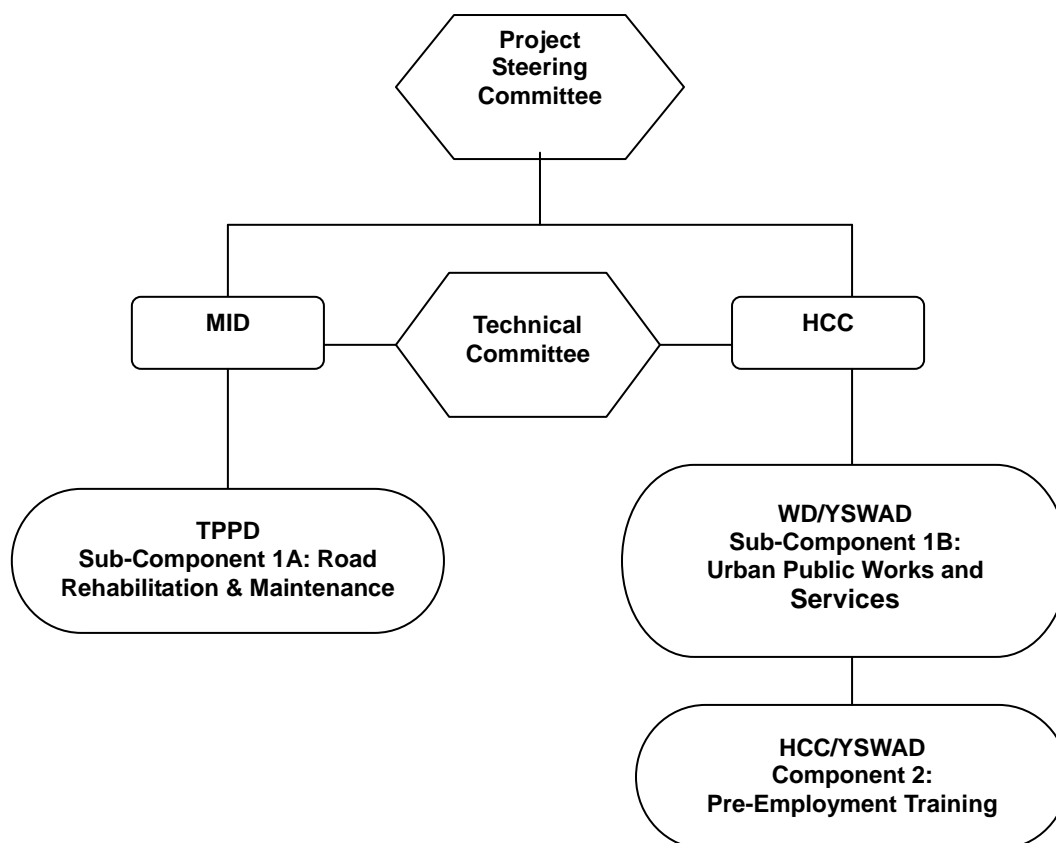 Project
Steering
Committee
MID
Technical
Committee
HCC
TPPD
Sub-Component 1A: Road
Rehabilitation & Maintenance
WD/YSWAD
Sub-Component 1B:
Urban Public Works and
Services
HCC/YSWAD
Component 2:
Pre-Employment Training